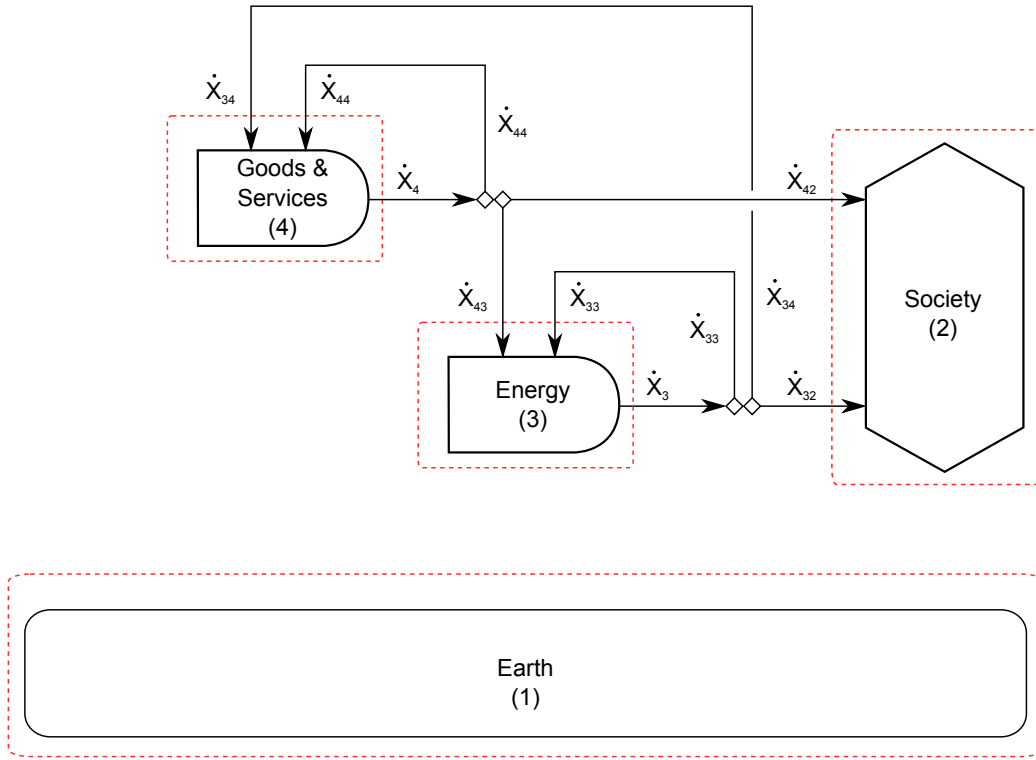 Ẋ₃₄
Ẋ₄₄
Ẋ₄₄
Goods &
Services
(4)
Ẋ₄
Ẋ₄₂
Ẋ₄₃
Ẋ₃₃
Ẋ₃₃
Ẋ₃₄
Society
(2)
Energy
(3)
Ẋ₃
Ẋ₃₂
Earth
(1)